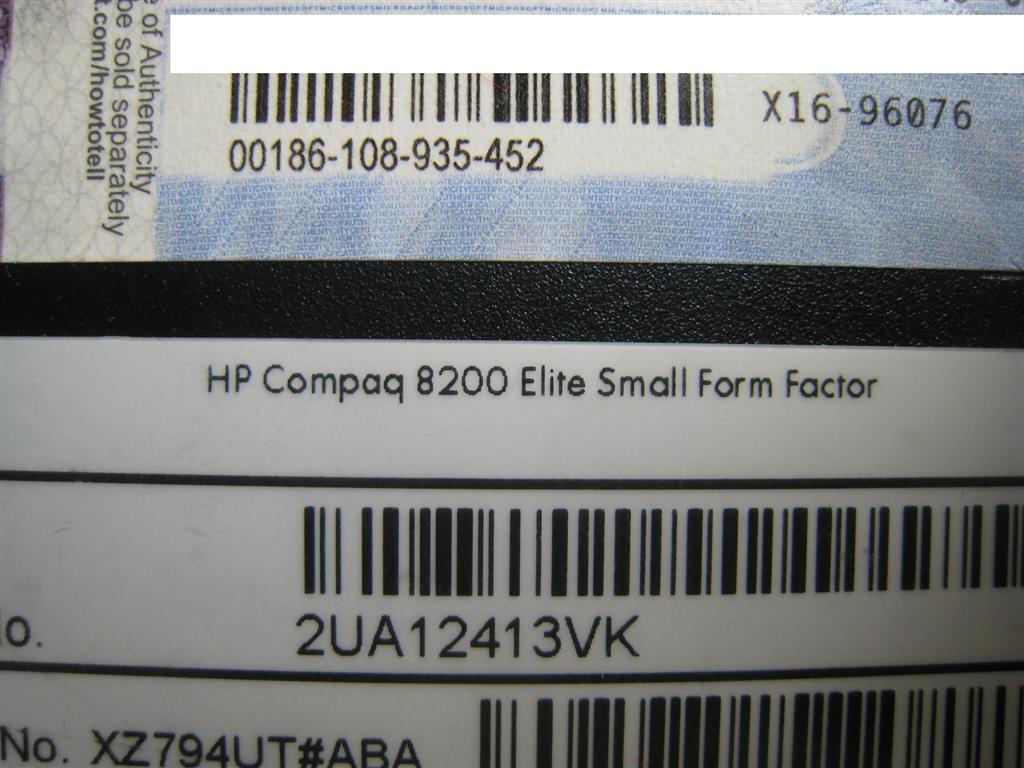 e of Authenticity
be sold separately
t.com/howtotell
X16-96076
00186-108-935-452
HP Compaq 8200 Elite Small Form Factor
o.
2UA12413VK
No. XZ794UT#ABA